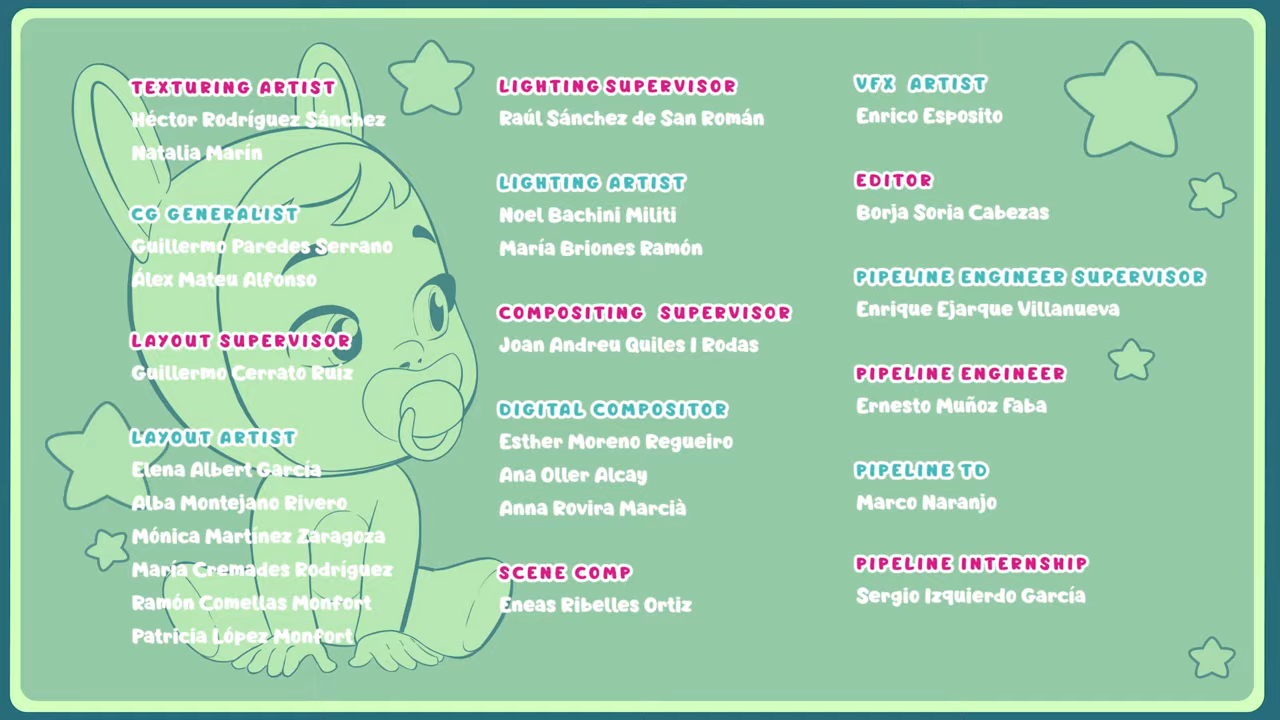 TEXTURING ARTIST
Héctor Rodríguez Sánchez
Natalia Marín
CG GENERALIST
Guillermo Paredes Serrano
Álex Mateu Alfonso
LAYOUT SUPERVISOR
Guillermo Cerrato Ruiz
LAYOUT ARTIST
Elena Albert García
Alba Montejano Rivero
Mónica Martínez Zaragoza
María Cremades Rodríguez
Ramón Comellas Monfort
Patricia López Monfort
LIGHTING SUPERVISOR
Raúl Sánchez de San Román
LIGHTING ARTIST
Noel Bachini Militi
María Briones Ramón
COMPOSITING SUPERVISOR
Joan Andreu Quiles I Rodas
DIGITAL COMPOSITOR
Esther Moreno Regueiro
Ana Oller Alcay
Anna Rovira Marcià
SCENE COMP
Eneas Ribelles Ortiz
VFX ARTIST
Enrico Esposito
EDITOR
Borja Soria Cabezas
PIPELINE ENGINEER SUPERVISOR
Enrique Ejarque Villanueva
PIPELINE ENGINEER
Ernesto Muñoz Faba
PIPELINE TD
Marco Naranjo
PIPELINE INTERNSHIP
Sergio Izquierdo García